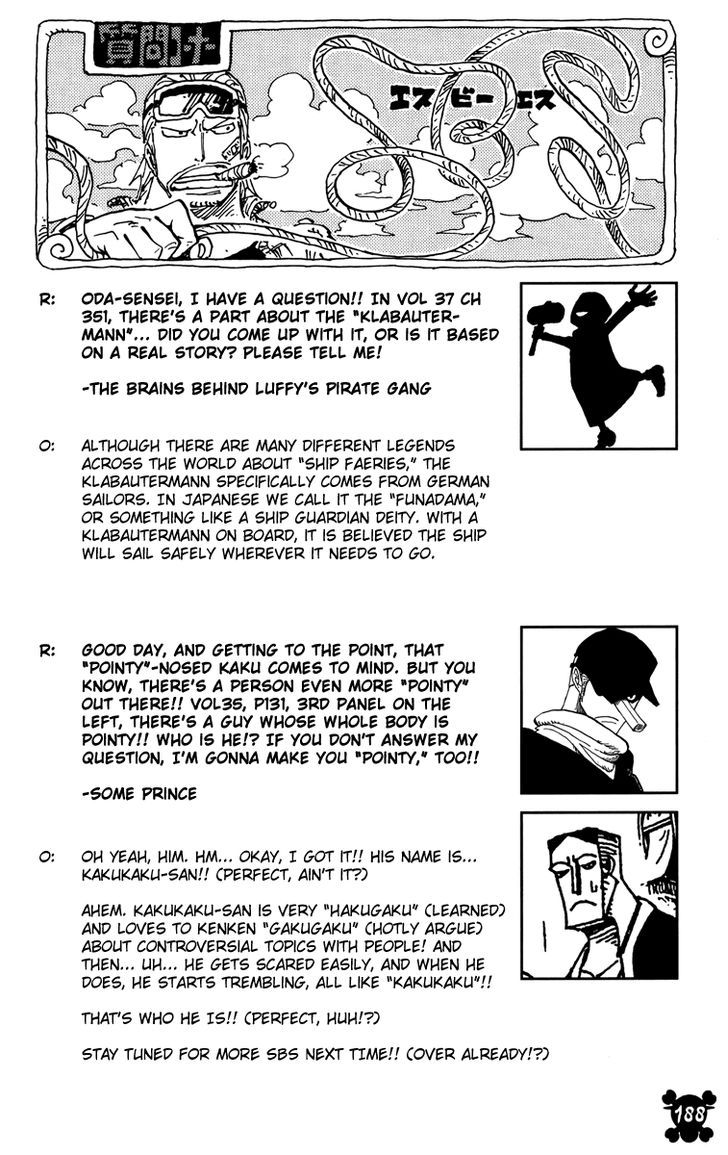 質問コーナー
エス ビー エス
SBS
R: ODA-SENSEI, I HAVE A QUESTION!! IN VOL 37 CH
351, THERE'S A PART ABOUT THE "KLABAUTER-
MANN"... DID YOU COME UP WITH IT, OR IS IT BASED
ON A REAL STORY? PLEASE TELL ME!
-THE BRAINS BEHIND LUFFY'S PIRATE GANG
O: ALTHOUGH THERE ARE MANY DIFFERENT LEGENDS
ACROSS THE WORLD ABOUT "SHIP FAERIES," THE
KLABAUTERMANN SPECIFICALLY COMES FROM GERMAN
SAILORS. IN JAPANESE WE CALL IT THE "FUNADAMA,"
OR SOMETHING LIKE A SHIP GUARDIAN DEITY. WITH A
KLABAUTERMANN ON BOARD, IT IS BELIEVED THE SHIP
WILL SAIL SAFELY WHEREVER IT NEEDS TO GO.
R: GOOD DAY, AND GETTING TO THE POINT, THAT
"POINTY"-NOSED KAKU COMES TO MIND. BUT YOU
KNOW, THERE'S A PERSON EVEN MORE "POINTY"
OUT THERE!! VOL35, P131, 3RD PANEL ON THE
LEFT, THERE'S A GUY WHOSE WHOLE BODY IS
POINTY!! WHO IS HE!? IF YOU DON'T ANSWER MY
QUESTION, I'M GONNA MAKE YOU "POINTY," TOO!!
-SOME PRINCE
O: OH YEAH, HIM. HM... OKAY, I GOT IT!! HIS NAME IS...
KAKUKAKU-SAN!! (PERFECT, AIN'T IT?)
AHEM. KAKUKAKU-SAN IS VERY "HAKUGAKU" (LEARNED)
AND LOVES TO KENKEN "GAKUGAKU" (HOTLY ARGUE)
ABOUT CONTROVERSIAL TOPICS WITH PEOPLE! AND
THEN... UH... HE GETS SCARED EASILY, AND WHEN HE
DOES, HE STARTS TREMBLING, ALL LIKE "KAKUKAKU"!!
THAT'S WHO HE IS!! (PERFECT, HUH!?)
STAY TUNED FOR MORE SBS NEXT TIME!! (OVER ALREADY!?)
188